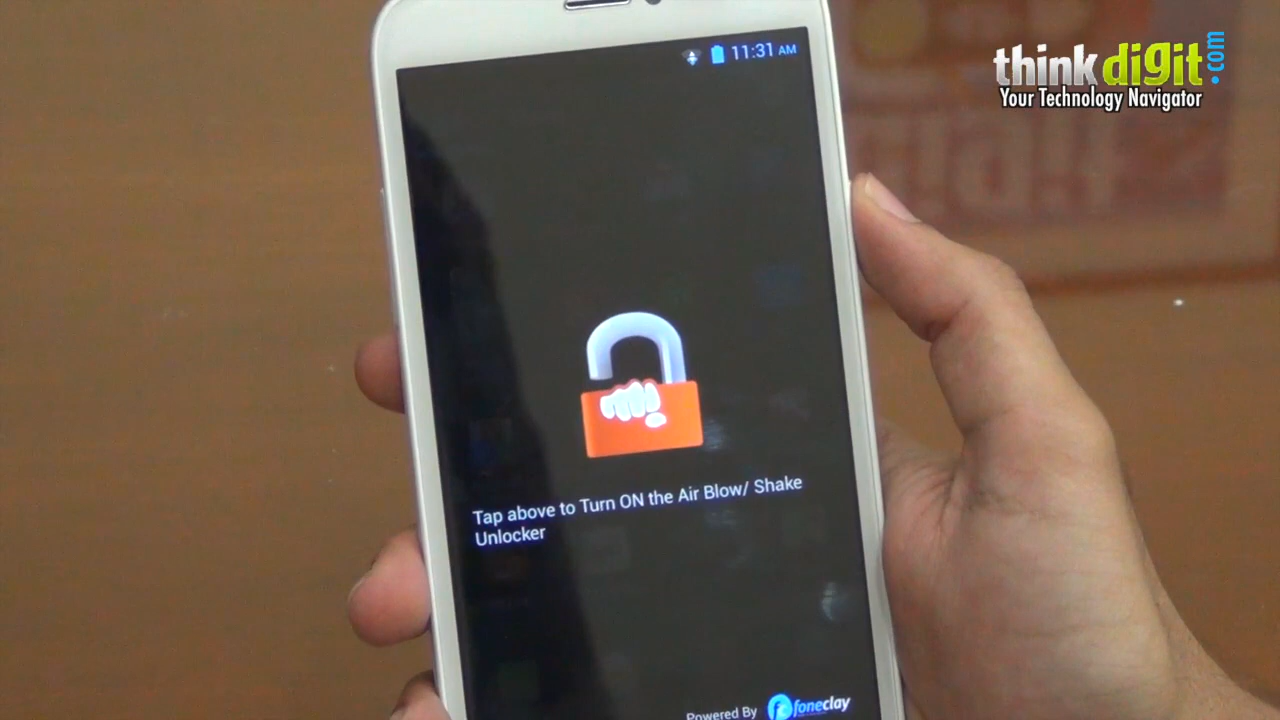 11:31 AM
thinkdigit.com
Your Technology Navigator
Tap above to Turn ON the Air Blow/ Shake
Unlocker
Powered By foneclay